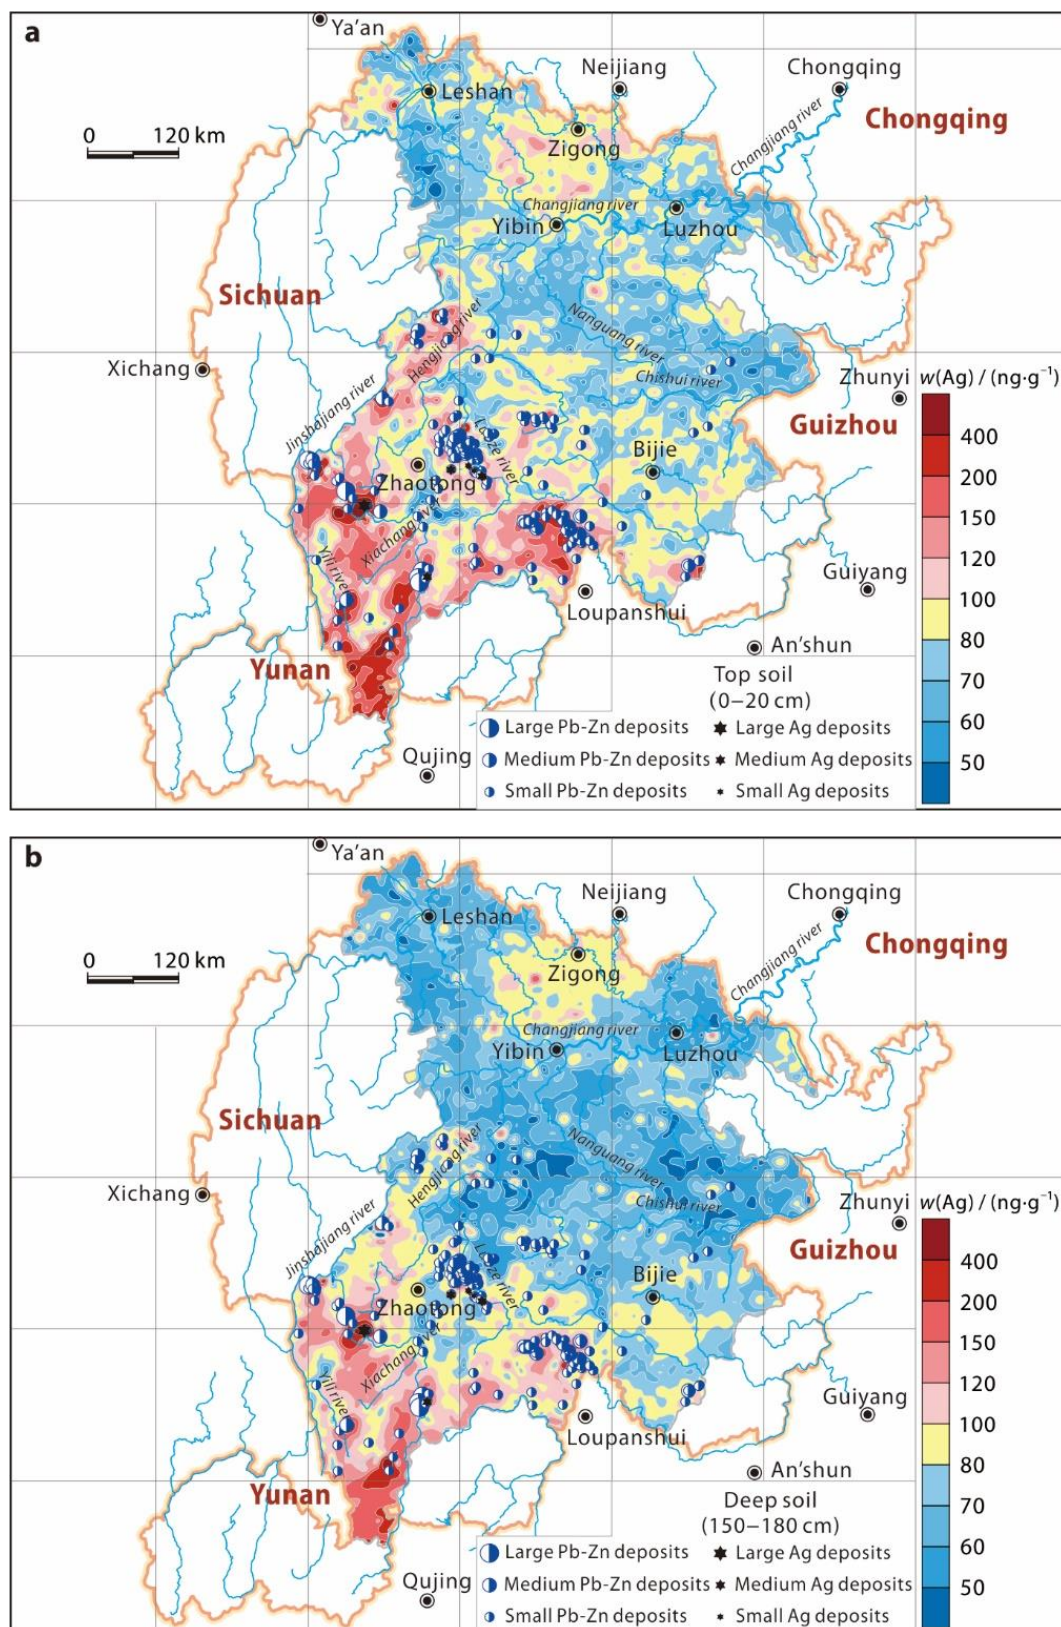 a
Ya'an
Neijiang
Chongqing
Leshan
0 120 km
Zigong
Chongqing
Changjiang river
Changjiang river
Yibin
Luzhou
Sichuan
Nanguang river
Hengjiang river
Xichang
Chishui river
Zhunyi
w(Ag) / (ng·g⁻¹)
Jinshajiang river
Guizhou
Luoze river
Bijie
400
Zhaotong
200
Xiachang river
150
Yili river
120
Guiyang
100
Loupanshui
80
An'shun
Yunan
Top soil
(0–20 cm)
70
Large Pb-Zn deposits
Large Ag deposits
60
Qujing
Medium Pb-Zn deposits
Medium Ag deposits
50
Small Pb-Zn deposits
Small Ag deposits
b
Ya'an
Neijiang
Chongqing
Leshan
0 120 km
Zigong
Chongqing
Changjiang river
Changjiang river
Yibin
Luzhou
Sichuan
Nanguang river
Hengjiang river
Xichang
Chishui river
Zhunyi
w(Ag) / (ng·g⁻¹)
Jinshajiang river
Guizhou
Luoze river
Bijie
400
Zhaotong
200
Xiachang river
150
Yili river
120
Guiyang
100
Loupanshui
80
An'shun
Yunan
Deep soil
(150–180 cm)
70
Large Pb-Zn deposits
Large Ag deposits
60
Qujing
Medium Pb-Zn deposits
Medium Ag deposits
50
Small Pb-Zn deposits
Small Ag deposits